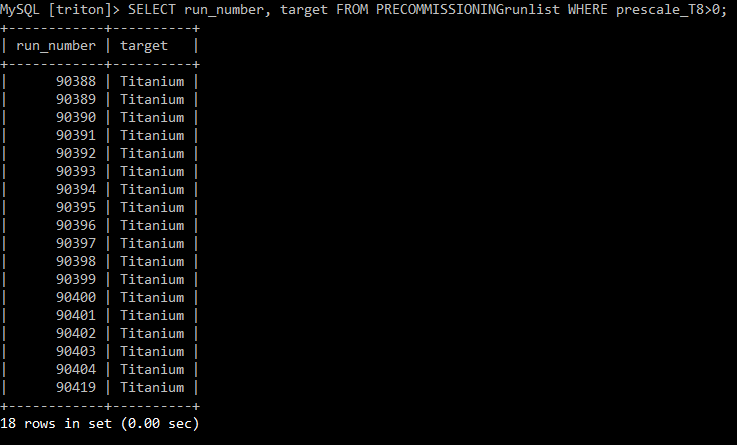 MySQL [triton]> SELECT run_number, target FROM PRECOMMISSIONINGrunlist WHERE prescale_T8>0;
+------------+----------+
| run_number | target   |
+------------+----------+
|      90388 | Titanium |
|      90389 | Titanium |
|      90390 | Titanium |
|      90391 | Titanium |
|      90392 | Titanium |
|      90393 | Titanium |
|      90394 | Titanium |
|      90395 | Titanium |
|      90396 | Titanium |
|      90397 | Titanium |
|      90398 | Titanium |
|      90399 | Titanium |
|      90400 | Titanium |
|      90401 | Titanium |
|      90402 | Titanium |
|      90403 | Titanium |
|      90404 | Titanium |
|      90419 | Titanium |
+------------+----------+
18 rows in set (0.00 sec)